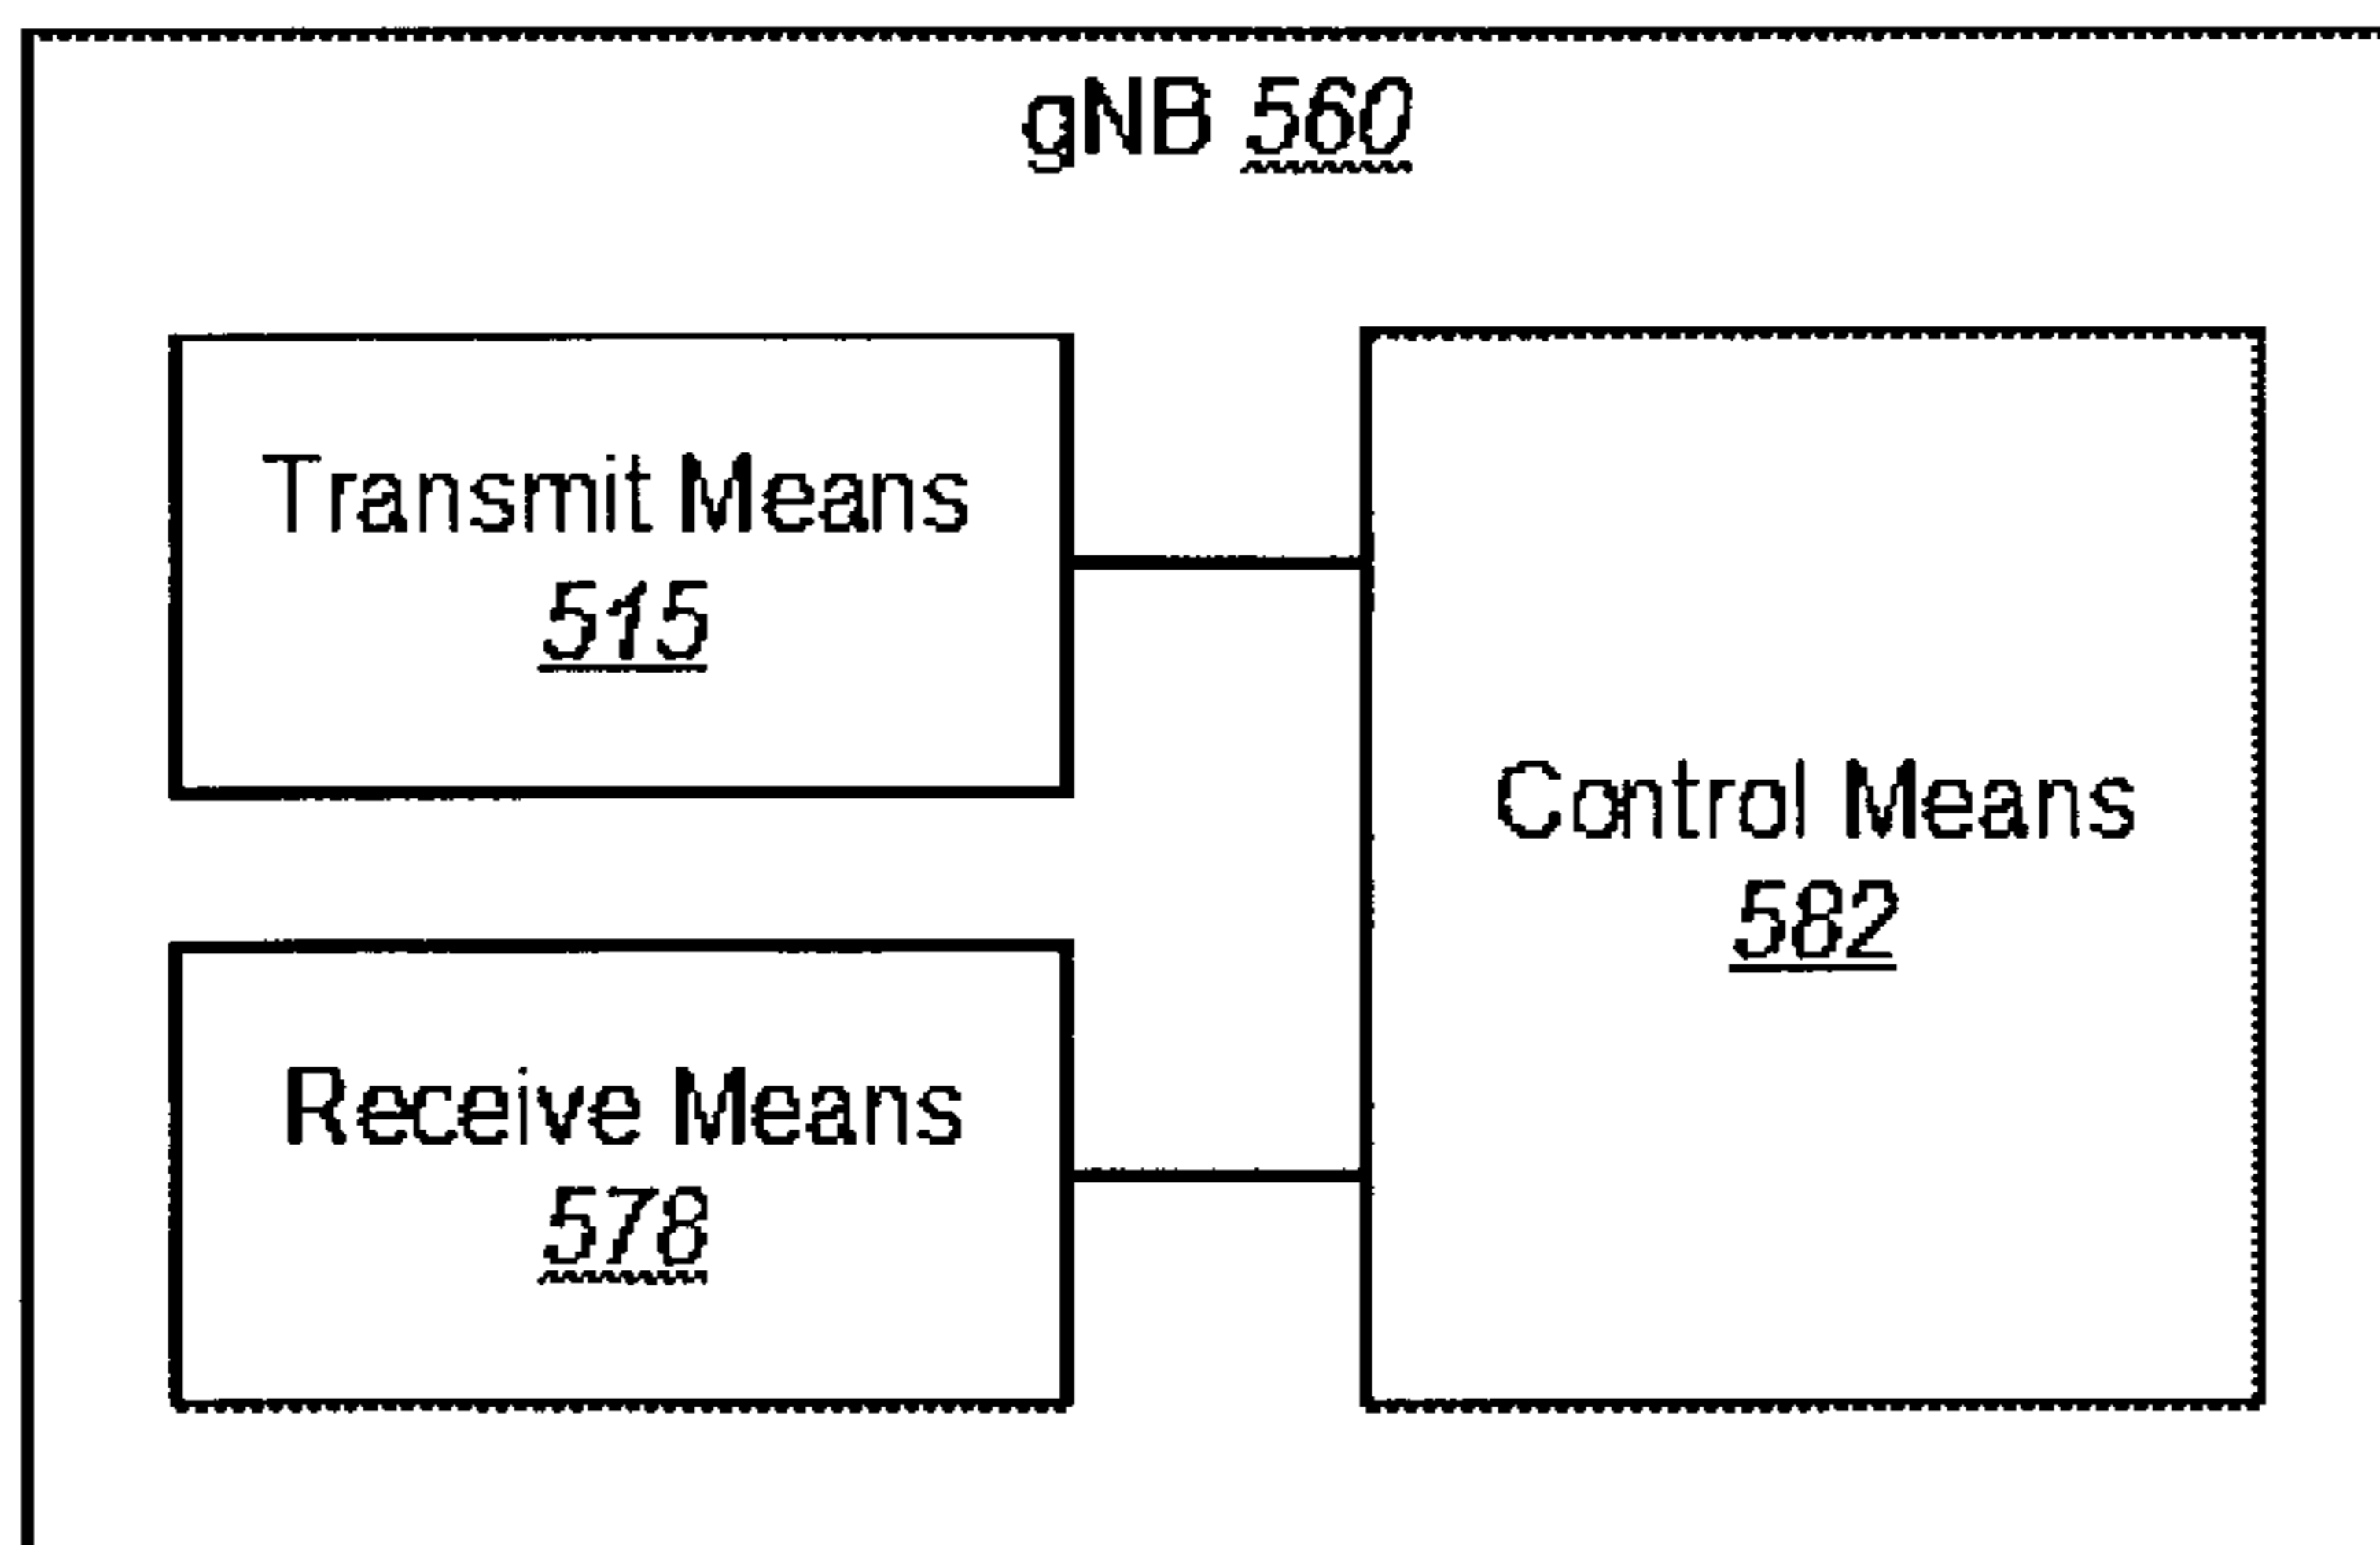 gNB 560
Transmit Means
515
Control Means
582
Receive Means
578